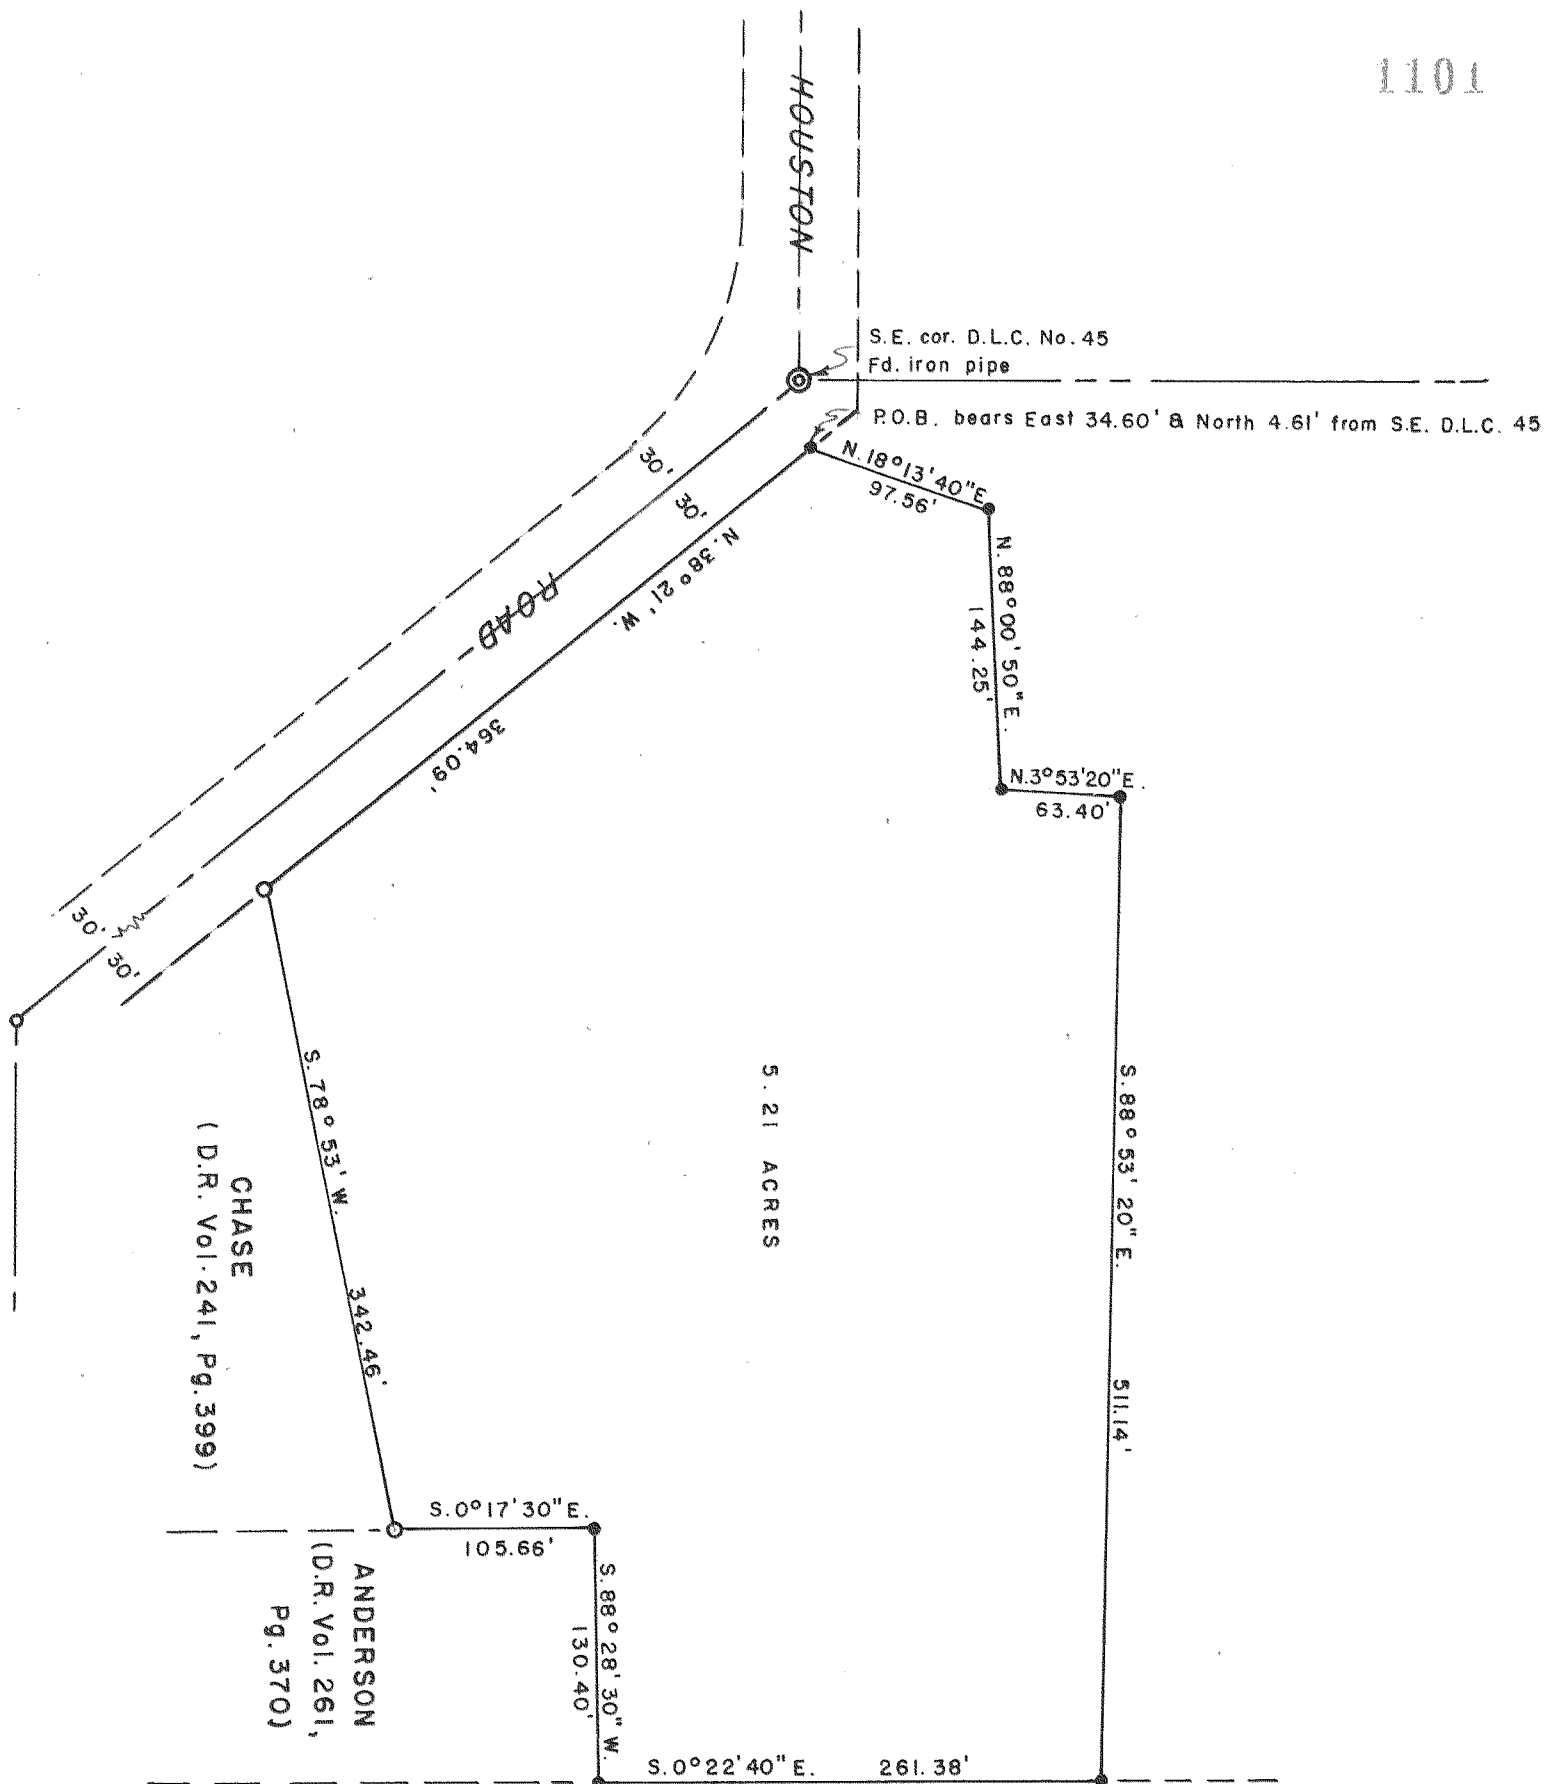 1101
HOUSTON
S.E. cor. D.L.C. No. 45
Fd. iron pipe
P.O.B. bears East 34.60' & North 4.61' from S.E. D.L.C. 45
N. 18°13'40"E.
97.56'
30'
30'
N. 38° 21' W.
N. 88°00'50"E.
144.25'
ROAD
364.09'
N. 3°53'20"E.
63.40'
30'
30'
S. 78° 53' W.
342.46'
5.21 ACRES
S. 88° 53' 20" E.
511.14'
CHASE
(D.R. Vol. 241, Pg. 399)
S. 0°17'30"E.
105.66'
ANDERSON
(D.R. Vol. 261,
Pg. 370)
S. 88° 28' 30" W.
130.40'
S. 0°22'40"E. 261.38'